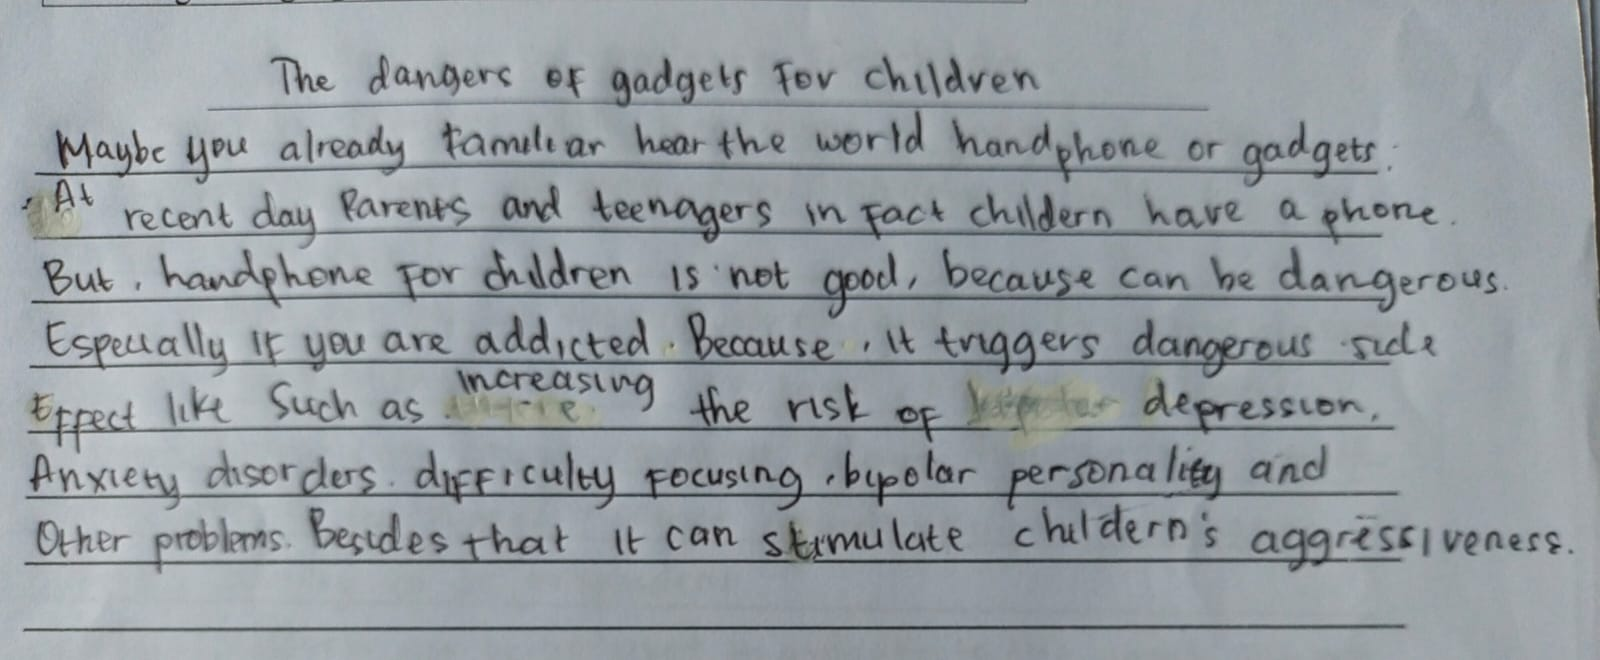 The dangers of gadgets for children
Maybe you already familiar hear the world handphone or gadgets.
At recent day Parents and teenagers in fact childern have a phone.
But, handphone for children is not good, because can be dangerous.
Especially if you are addicted. Because, it triggers dangerous side
Effect like such as increasing the risk of depression,
Anxiety disorders. difficulty focusing, bipolar personality and
Other problems. Besides that it can stimulate childern's aggressiveness.